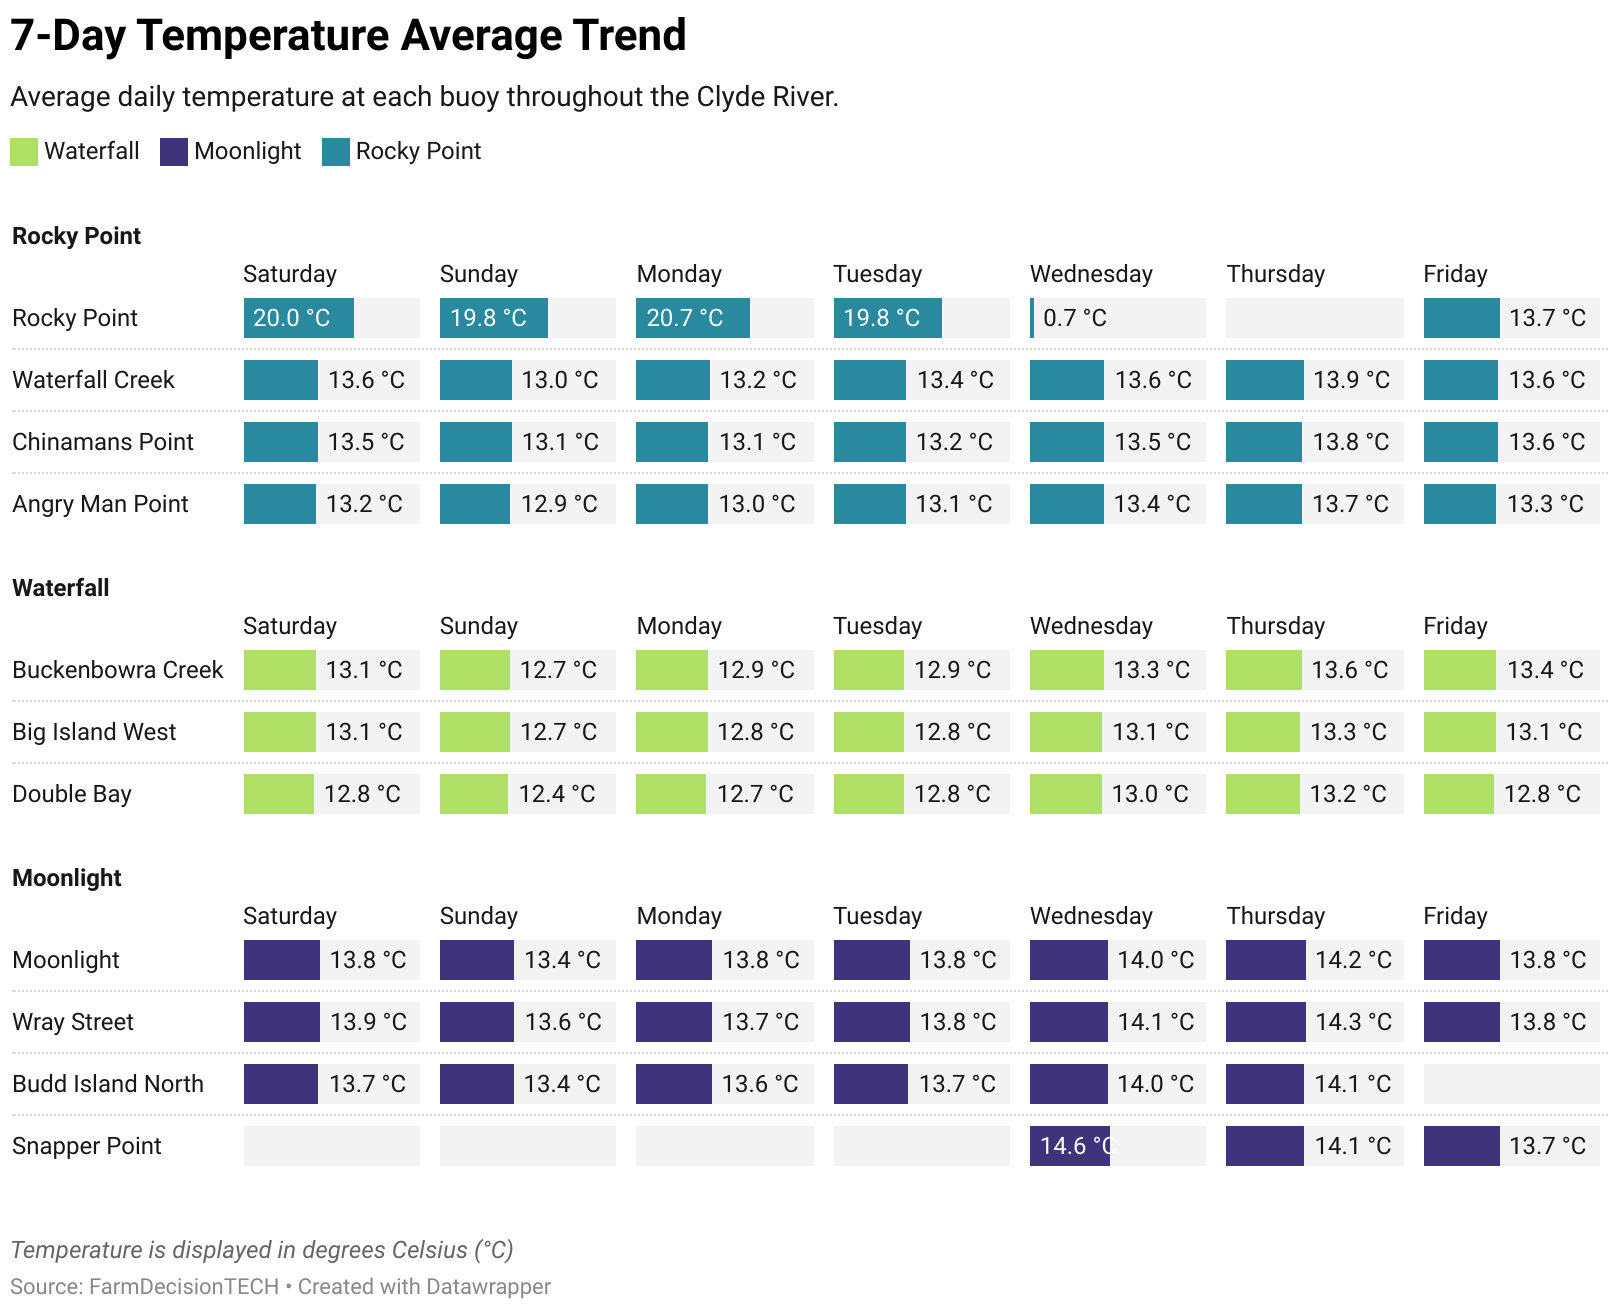 7-Day Temperature Average Trend
Average daily temperature at each buoy throughout the Clyde River.
Waterfall Moonlight Rocky Point
Rocky Point
Saturday Sunday Monday Tuesday Wednesday Thursday Friday
Rocky Point 20.0 °C 19.8 °C 20.7 °C 19.8 °C 0.7 °C 13.7 °C
Waterfall Creek 13.6 °C 13.0 °C 13.2 °C 13.4 °C 13.6 °C 13.9 °C 13.6 °C
Chinamans Point 13.5 °C 13.1 °C 13.1 °C 13.2 °C 13.5 °C 13.8 °C 13.6 °C
Angry Man Point 13.2 °C 12.9 °C 13.0 °C 13.1 °C 13.4 °C 13.7 °C 13.3 °C
Waterfall
Saturday Sunday Monday Tuesday Wednesday Thursday Friday
Buckenbowra Creek 13.1 °C 12.7 °C 12.9 °C 12.9 °C 13.3 °C 13.6 °C 13.4 °C
Big Island West 13.1 °C 12.7 °C 12.8 °C 12.8 °C 13.1 °C 13.3 °C 13.1 °C
Double Bay 12.8 °C 12.4 °C 12.7 °C 12.8 °C 13.0 °C 13.2 °C 12.8 °C
Moonlight
Saturday Sunday Monday Tuesday Wednesday Thursday Friday
Moonlight 13.8 °C 13.4 °C 13.8 °C 13.8 °C 14.0 °C 14.2 °C 13.8 °C
Wray Street 13.9 °C 13.6 °C 13.7 °C 13.8 °C 14.1 °C 14.3 °C 13.8 °C
Budd Island North 13.7 °C 13.4 °C 13.6 °C 13.7 °C 14.0 °C 14.1 °C
Snapper Point 14.6 °C 14.1 °C 13.7 °C
Temperature is displayed in degrees Celsius (°C)
Source: FarmDecisionTECH • Created with Datawrapper